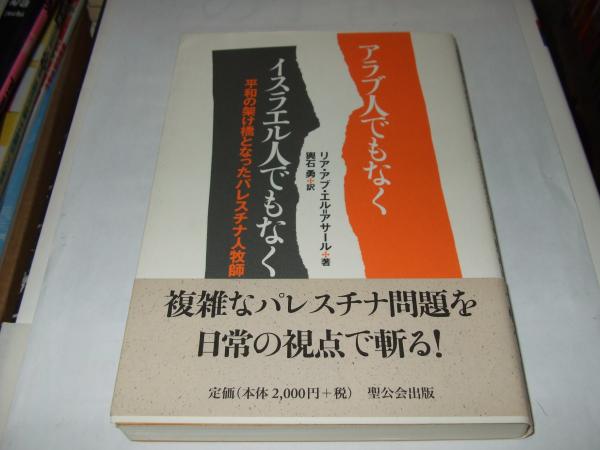 アラブ人でもなく
イスラエル人でもなく
平和の架け橋となったパレスチナ人牧師
リア・アブ・エル=アサール✢著
輿石 勇✢訳
複雑なパレスチナ問題を
日常の視点で斬る!
定価(本体2,000円+税) 聖公会出版